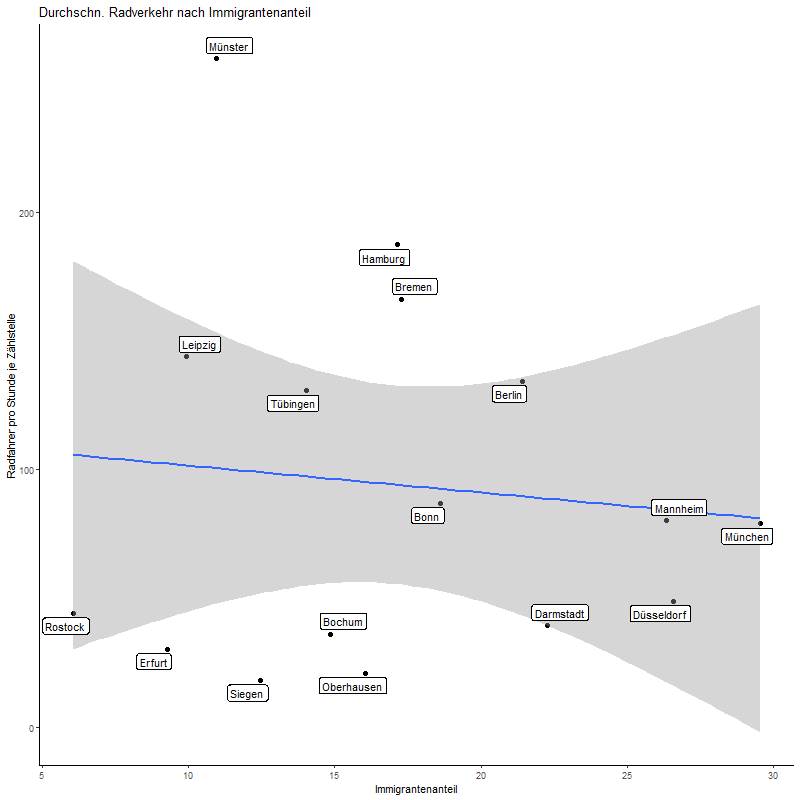 Durchschn. Radverkehr nach Immigrantenanteil
Münster
200
Hamburg
Bremen
Leipzig
Tübingen
Berlin
Radfahrer pro Stunde je Zählstelle
100
Mannheim
Bonn
München
Darmstadt
Düsseldorf
Bochum
Rostock
Erfurt
Oberhausen
Siegen
0
5 10 15 20 25 30
Immigrantenanteil